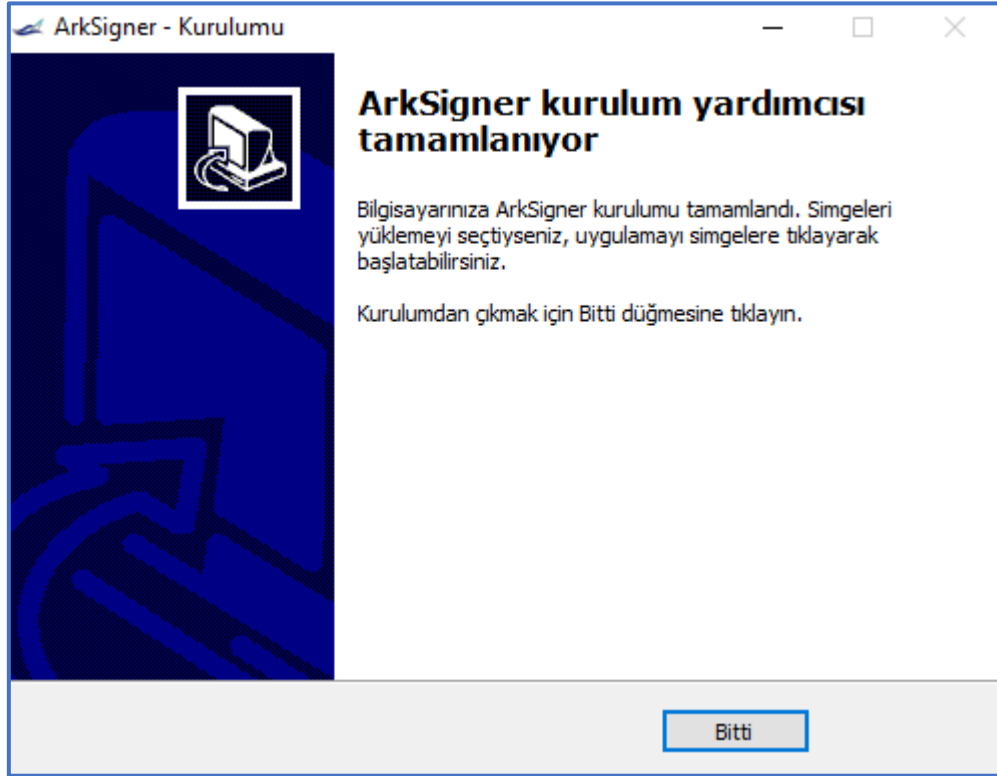 ArkSigner - Kurulumu
ArkSigner kurulum yardımcısı
tamamlanıyor
Bilgisayarınıza ArkSigner kurulumu tamamlandı. Simgeleri
yüklemeyi seçtiyseniz, uygulamayı simgelere tıklayarak
başlatabilirsiniz.
Kurulumdan çıkmak için Bitti düğmesine tıklayın.
Bitti